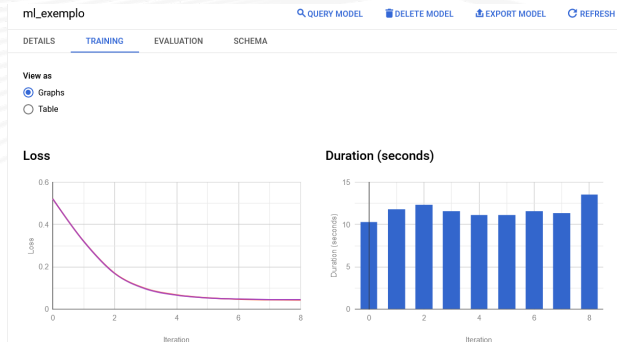 ml_exemplo
QUERY MODEL DELETE MODEL EXPORT MODEL REFRESH
DETAILS TRAINING EVALUATION SCHEMA
View as
Graphs
Table
Loss
0.6
0.4
0.2
0
Loss
0 2 4 6 8
Iteration
Duration (seconds)
15
10
5
0
Duration (seconds)
0 2 4 6 8
Iteration